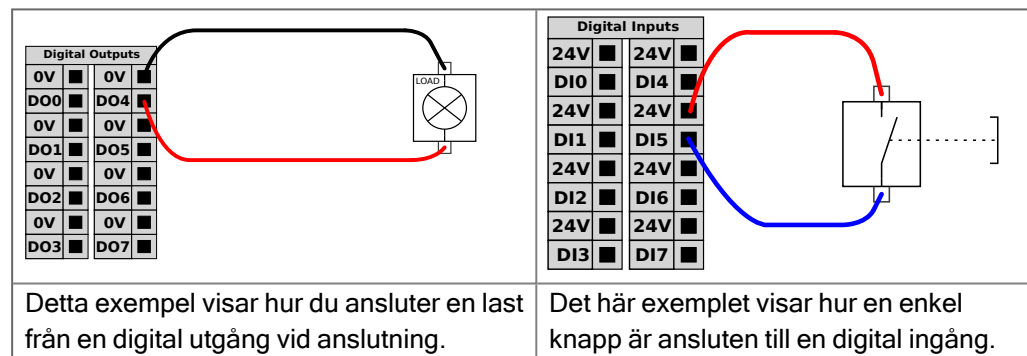 Digital Outputs
0V 0V
DO0 DO4
0V 0V
DO1 DO5
0V 0V
DO2 DO6
0V 0V
DO3 DO7
LOAD
Digital Inputs
24V 24V
DI0 DI4
24V 24V
DI1 DI5
24V 24V
DI2 DI6
24V 24V
DI3 DI7
Detta exempel visar hur du ansluter en last
från en digital utgång vid anslutning.
Det här exemplet visar hur en enkel
knapp är ansluten till en digital ingång.